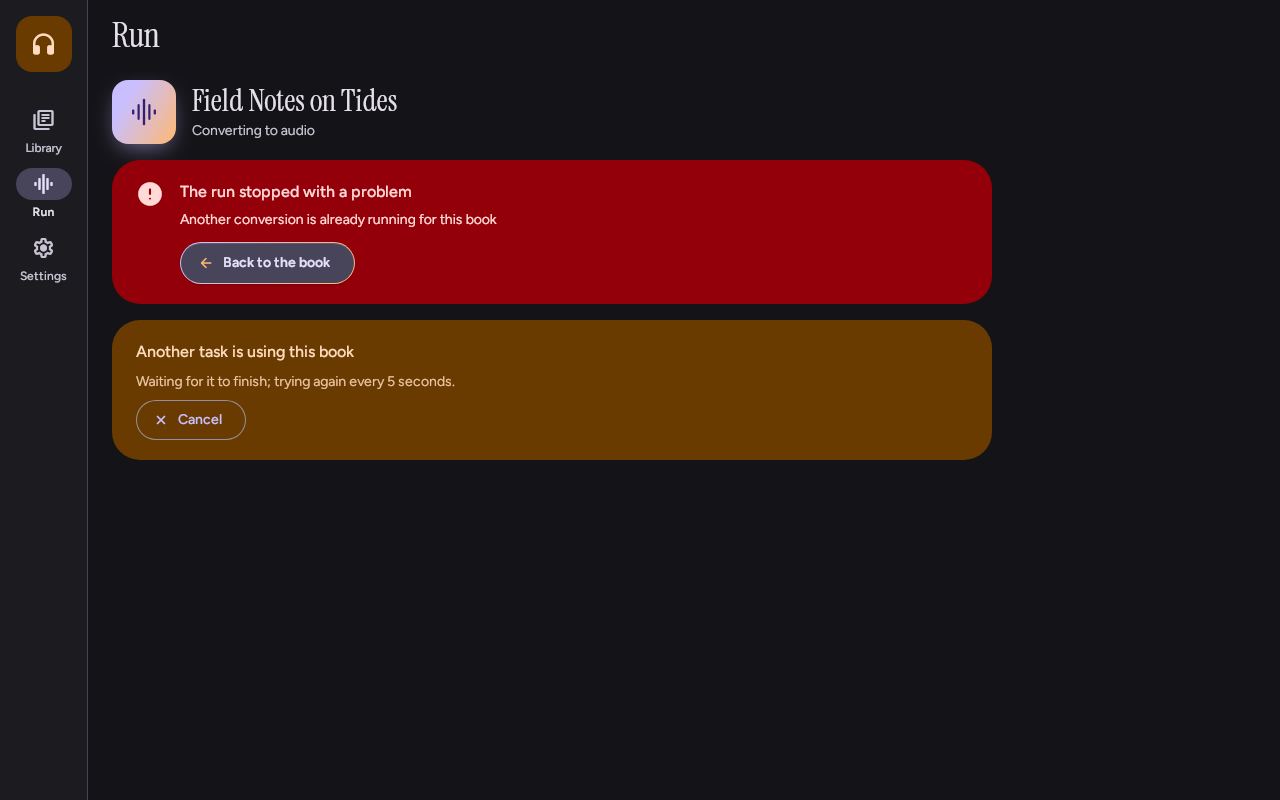 Run
Field Notes on Tides
Converting to audio
Library
Run
Settings
The run stopped with a problem
Another conversion is already running for this book
Back to the book
Another task is using this book
Waiting for it to finish; trying again every 5 seconds.
Cancel